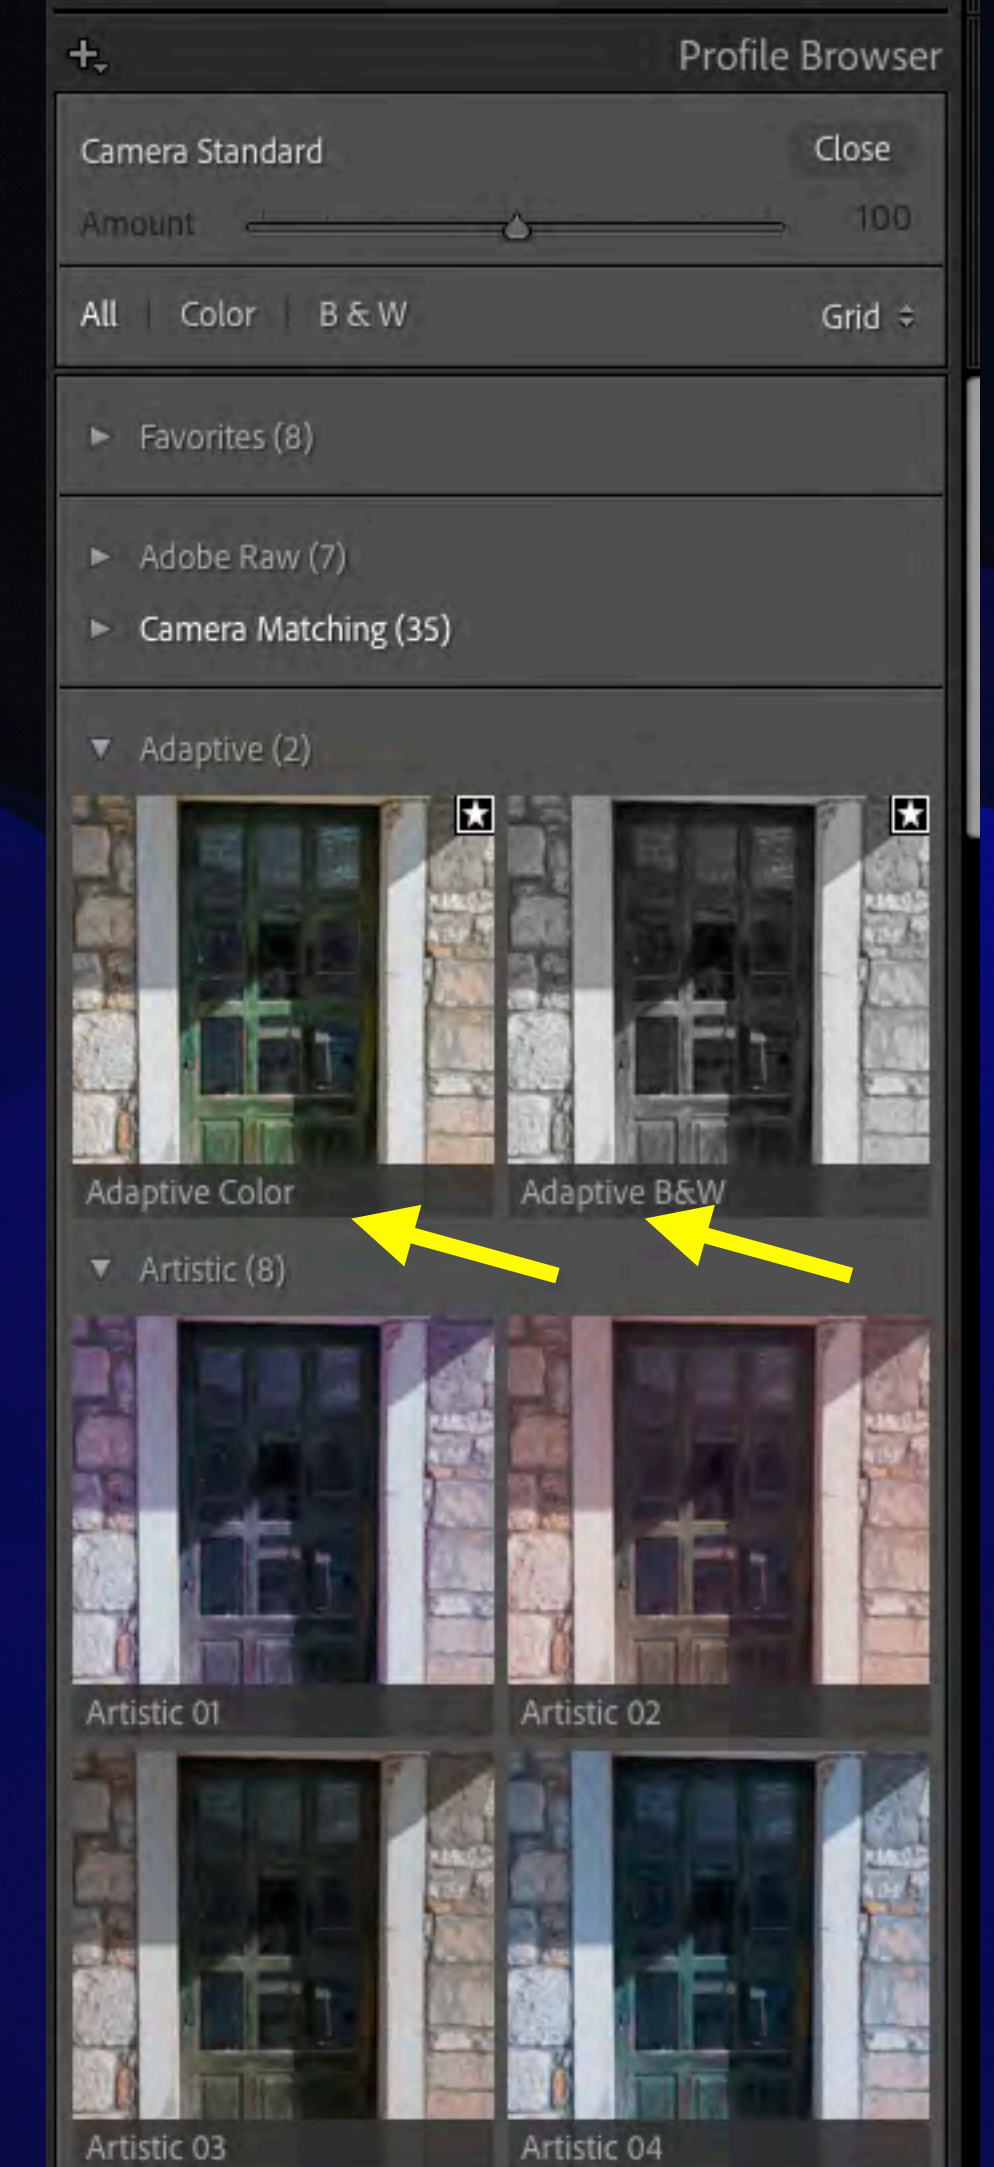 Profile Browser
Camera Standard
Close
Amount
100
All
Color
B & W
Grid
Favorites (8)
Adobe Raw (7)
Camera Matching (35)
Adaptive (2)
Adaptive Color
Adaptive B&W
Artistic (8)
Artistic 01
Artistic 02
Artistic 03
Artistic 04